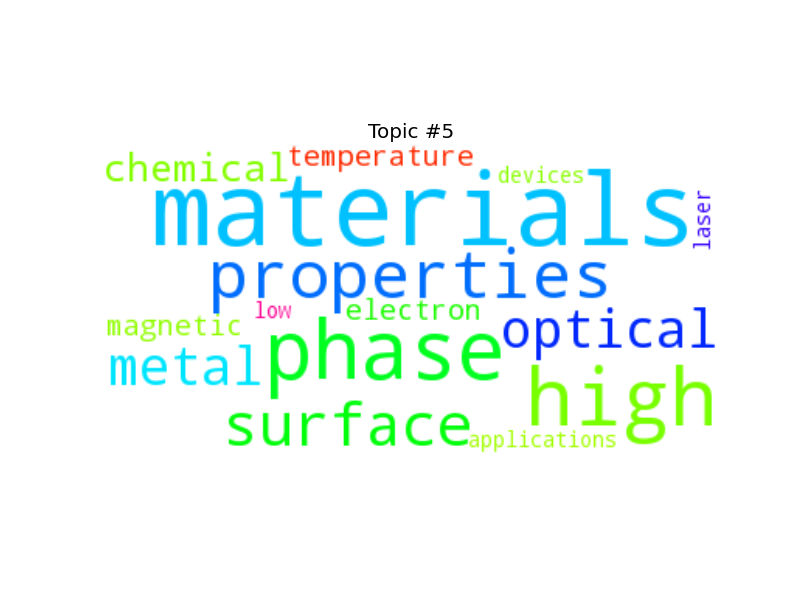 Topic #5
chemical
temperature
devices
materials
laser
properties
low
electron
magnetic
optical
metal
phase
high
surface
applications